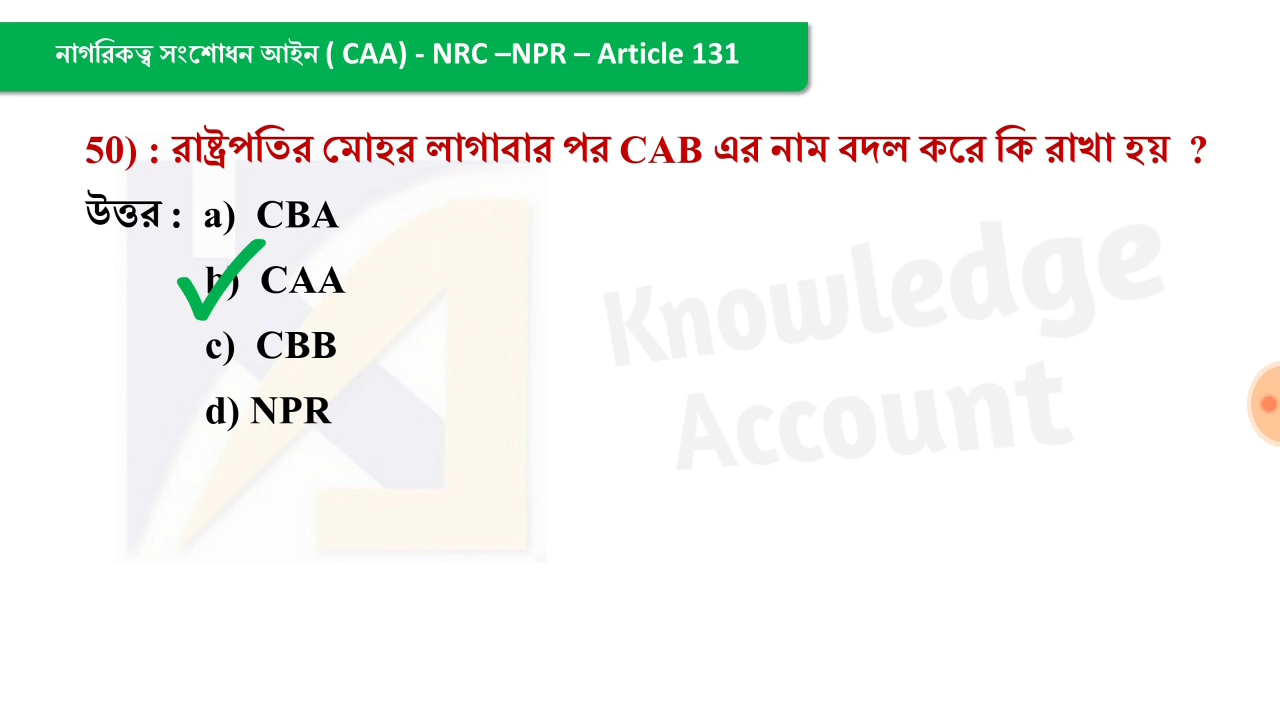 নাগরিকত্ব সংশোধন আইন ( CAA) - NRC –NPR – Article 131
50) : রাষ্ট্রপতির মোহর লাগাবার পর CAB এর নাম বদল করে কি রাখা হয় ?
উত্তর : a) CBA
b) CAA
c) CBB
d) NPR
Knowledge
Account